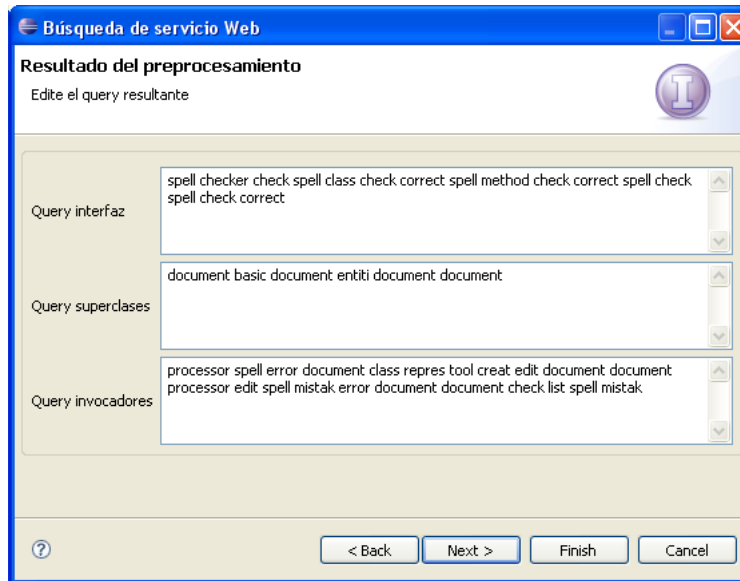 Búsqueda de servicio Web
Resultado del preprocesamiento
Edite el query resultante
Query interfaz
spell checker check spell class check correct spell method check correct spell check
spell check correct
Query superclases
document basic document entiti document document
Query invocadores
processor spell error document class repres tool creat edit document document
processor edit spell mistak error document document check list spell mistak
?
< Back
Next >
Finish
Cancel